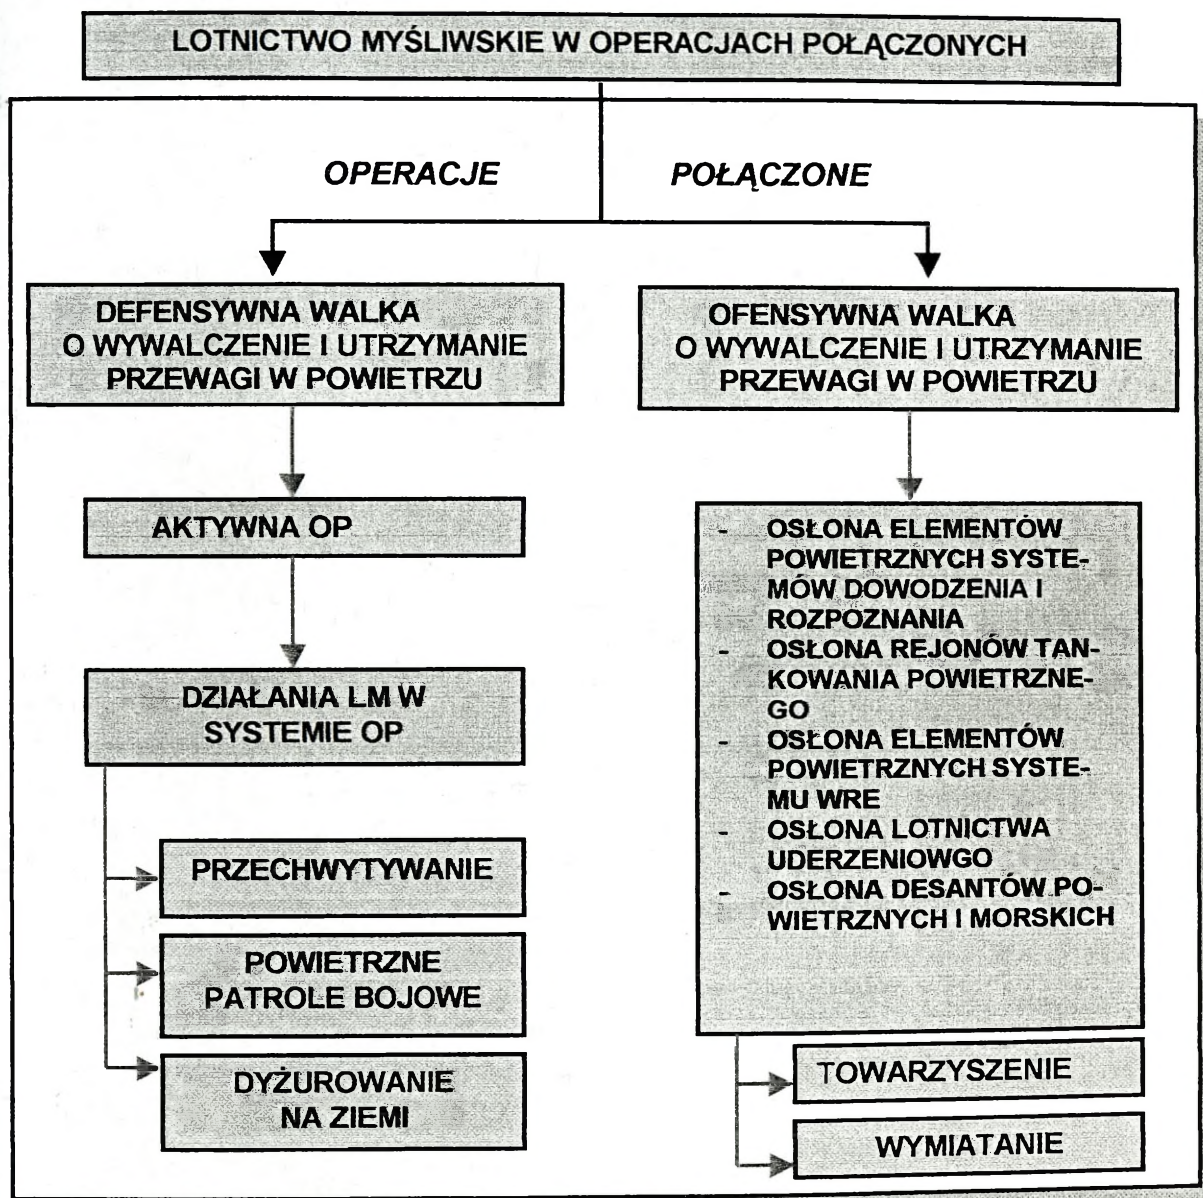 LOTNICTWO MYŚLIWSKIE W OPERACJACH POŁĄCZONYCH
OPERACJE POŁĄCZONE
DEFENSYWNA WALKA
O WYWALCZENIE I UTRZYMANIE
PRZEWAGI W POWIETRZU
OFENSYWNA WALKA
O WYWALCZENIE I UTRZYMANIE
PRZEWAGI W POWIETRZU
AKTYWNA OP
DZIAŁANIA LM W
SYSTEMIE OP
PRZECHWYTYWANIE
POWIETRZNE
PATROLE BOJOWE
DYŻUROWANIE
NA ZIEMI
- OSŁONA ELEMENTÓW
POWIETRZNYCH SYSTE-
MÓW DOWODZENIA I
ROZPOZNANIA
- OSŁONA REJONÓW TAN-
KOWANIA POWIETRZNE-
GO
- OSŁONA ELEMENTÓW
POWIETRZNYCH SYSTE-
MU WRE
- OSŁONA LOTNICTWA
UDERZENIOWGO
- OSŁONA DESANTÓW PO-
WIETRZNYCH I MORSKICH
TOWARZYSZENIE
WYMIATANIE